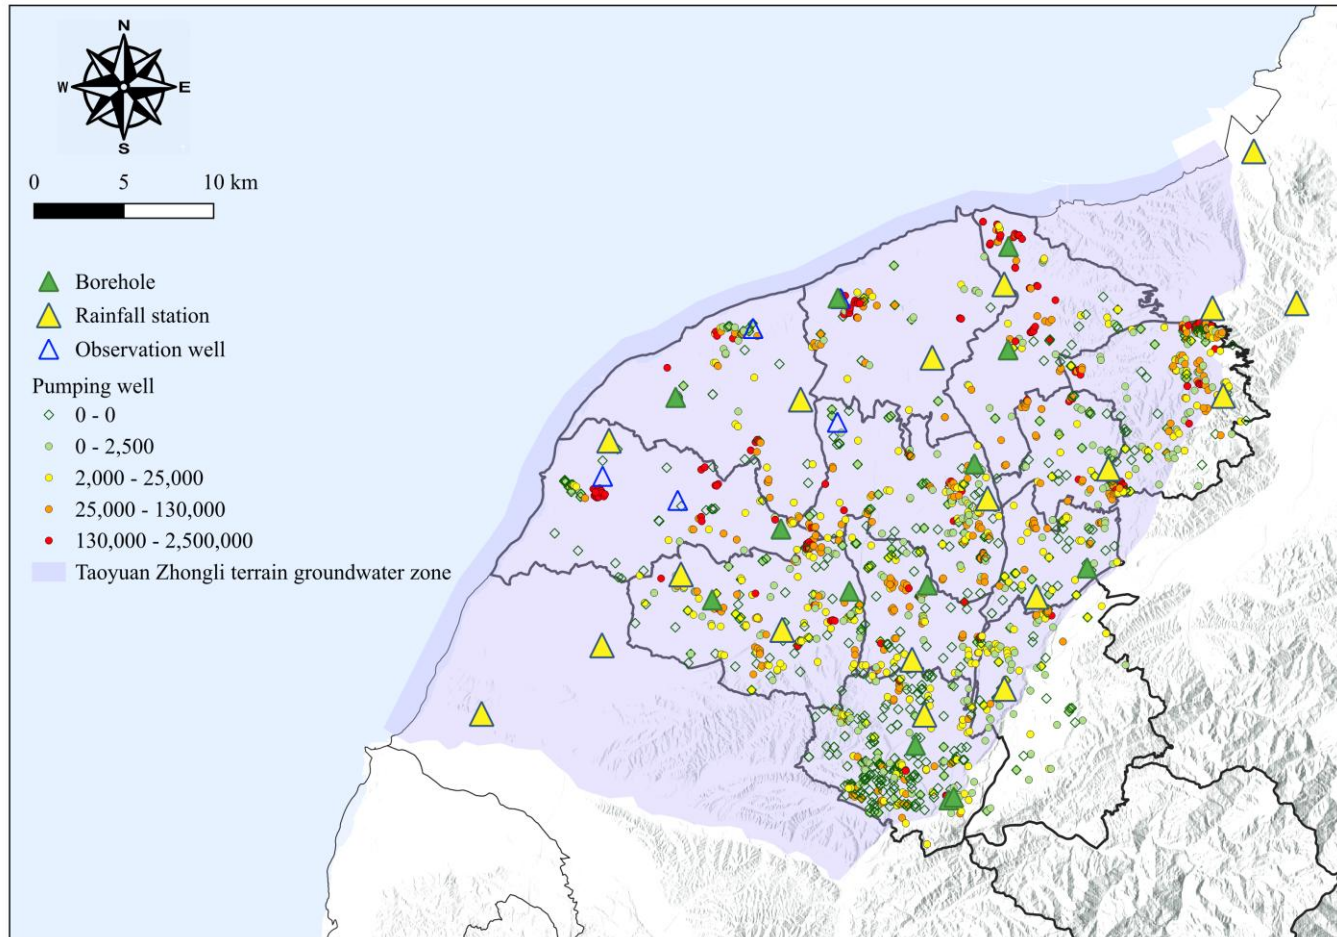 N
W E
S
0 5 10 km
Borehole
Rainfall station
Observation well
Pumping well
0 - 0
0 - 2,500
2,000 - 25,000
25,000 - 130,000
130,000 - 2,500,000
Taoyuan Zhongli terrain groundwater zone